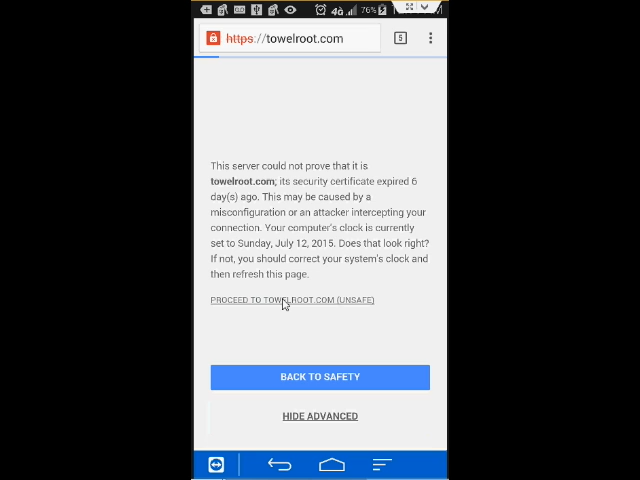 4G 76%
https://towelroot.com 5
This server could not prove that it is
towelroot.com; its security certificate expired 6
day(s) ago. This may be caused by a
misconfiguration or an attacker intercepting your
connection. Your computer's clock is currently
set to Sunday, July 12, 2015. Does that look right?
If not, you should correct your system's clock and
then refresh this page.
PROCEED TO TOWELROOT.COM (UNSAFE)
BACK TO SAFETY
HIDE ADVANCED